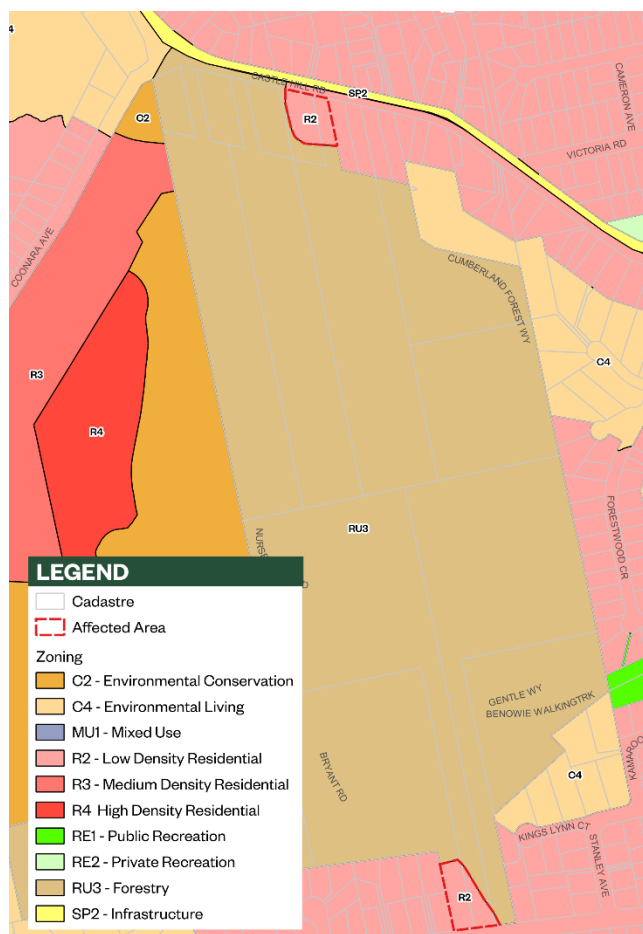 4
CASTLE HILL RD
SP2
CAMERON AVE
C2
R2
VICTORIA RD
COONARA AVE
CUMBERLAND FOREST WY
C4
R3
R4
FORESTWOOD CR
RU3
LEGEND
Cadastre
Affected Area
Zoning
C2 - Environmental Conservation
C4 - Environmental Living
MU1 - Mixed Use
R2 - Low Density Residential
R3 - Medium Density Residential
R4 High Density Residential
RE1 - Public Recreation
RE2 - Private Recreation
RU3 - Forestry
SP2 - Infrastructure
GENTLE WY
BENOWIE WALKINGTRK
BRYANT RD
C4
KINGS LYNN CT
STANLEY AVE
R2